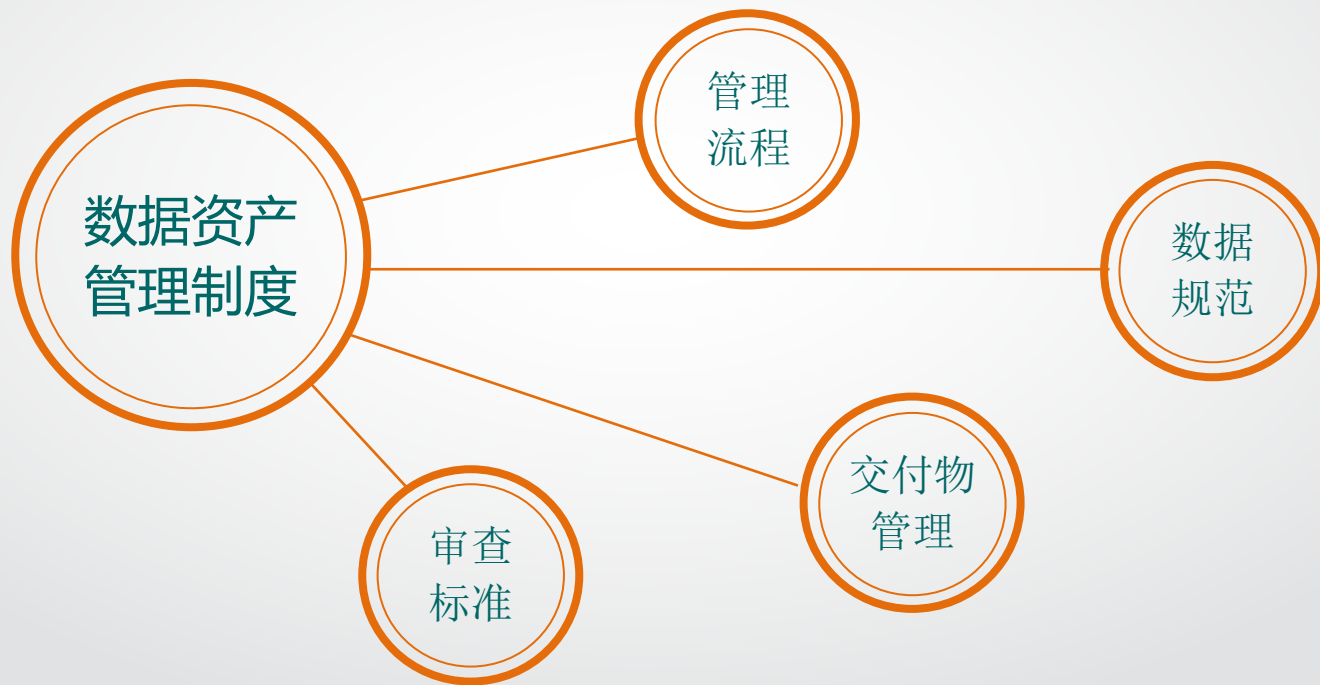 数据资产
管理制度
管理
流程
数据
规范
交付物
管理
审查
标准